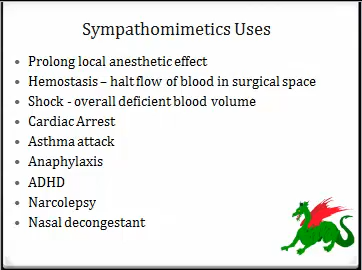 Sympathomimetics Uses
Prolong local anesthetic effect
Hemostasis – halt flow of blood in surgical space
Shock - overall deficient blood volume
Cardiac Arrest
Asthma attack
Anaphylaxis
ADHD
Narcolepsy
Nasal decongestant